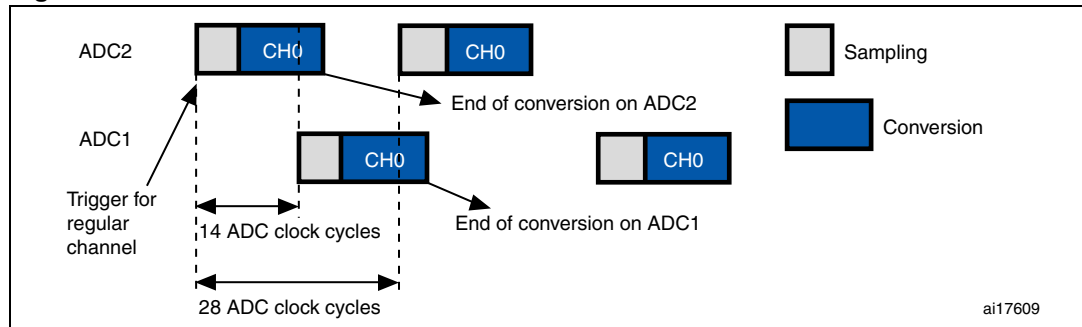 ADC2
CH0
CH0
Sampling
End of conversion on ADC2
Conversion
ADC1
CH0
CH0
Trigger for
regular
channel
End of conversion on ADC1
14 ADC clock cycles
28 ADC clock cycles
ai17609